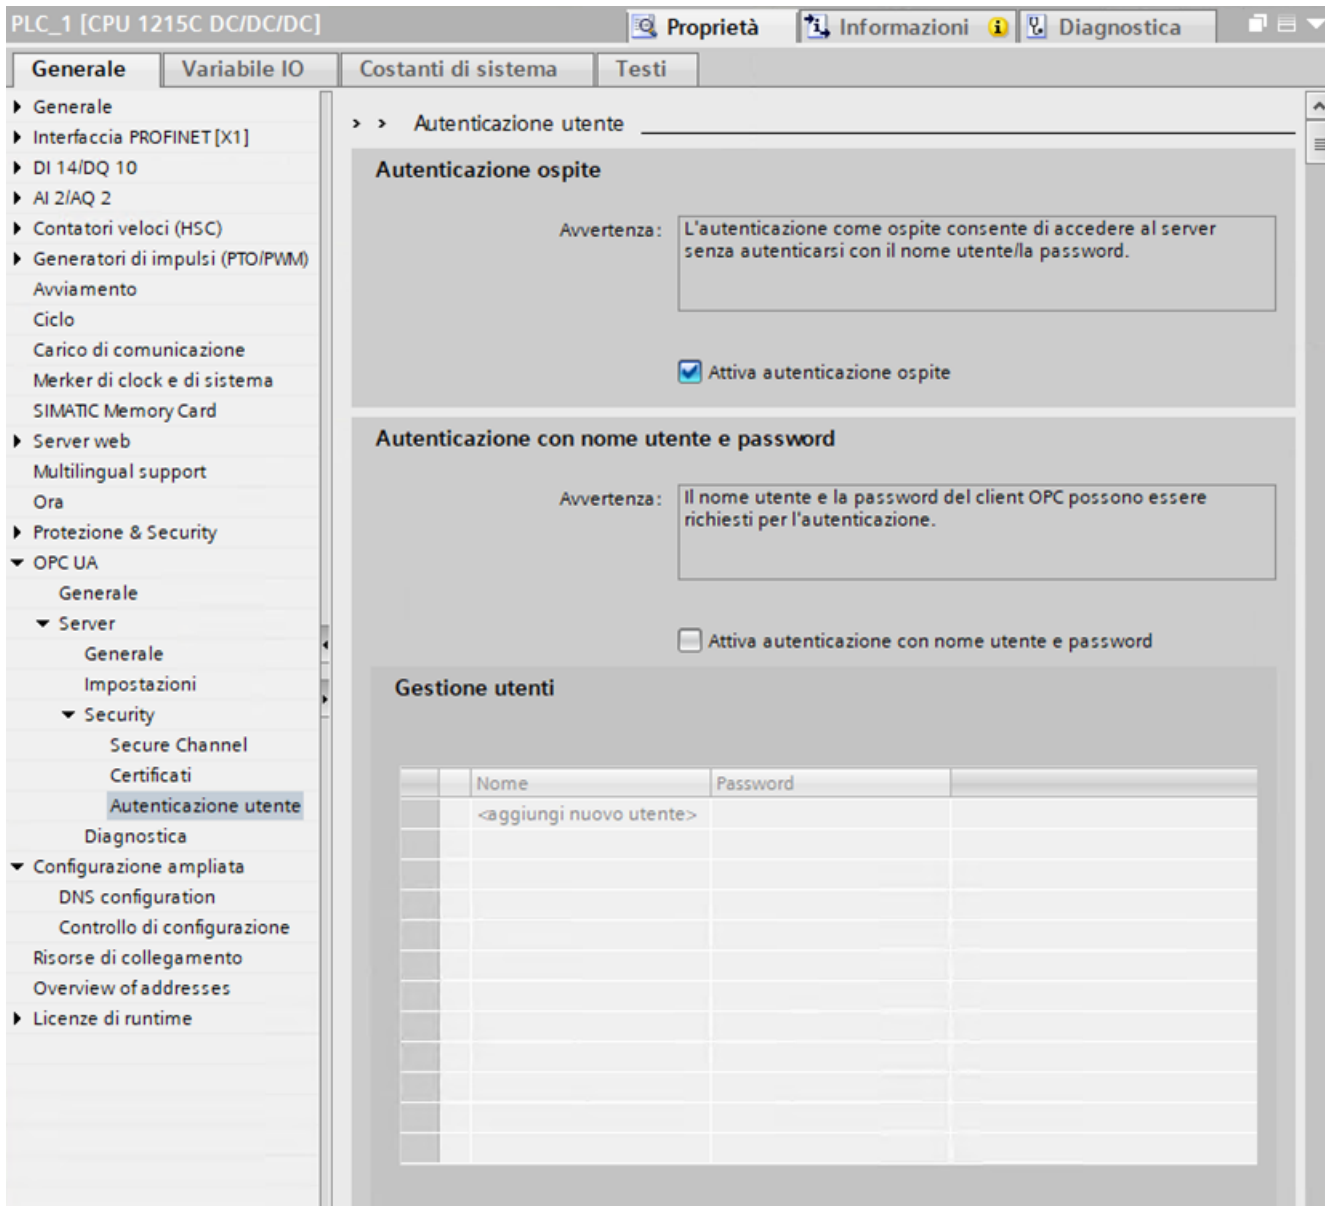 PLC_1 [CPU 1215C DC/DC/DC]
Proprietà
Informazioni
Diagnostica
Generale
Variabile IO
Costanti di sistema
Testi
Generale
Interfaccia PROFINET [X1]
DI 14/DQ 10
AI 2/AQ 2
Contatori veloci (HSC)
Generatori di impulsi (PTO/PWM)
Avviamento
Ciclo
Carico di comunicazione
Merker di clock e di sistema
SIMATIC Memory Card
Server web
Multilingual support
Ora
Protezione & Security
OPC UA
Generale
Server
Generale
Impostazioni
Security
Secure Channel
Certificati
Autenticazione utente
Diagnostica
Configurazione ampliata
DNS configuration
Controllo di configurazione
Risorse di collegamento
Overview of addresses
Licenze di runtime
> > Autenticazione utente
Autenticazione ospite
Avvertenza: L'autenticazione come ospite consente di accedere al server
senza autenticarsi con il nome utente/la password.
Attiva autenticazione ospite
Autenticazione con nome utente e password
Avvertenza: Il nome utente e la password del client OPC possono essere
richiesti per l'autenticazione.
Attiva autenticazione con nome utente e password
Gestione utenti
Nome Password
<aggiungi nuovo utente>